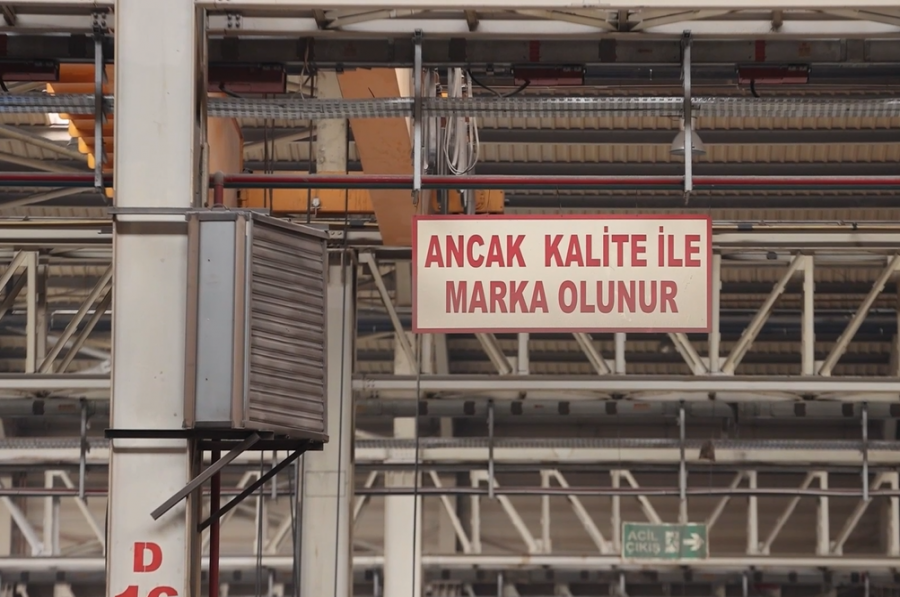 ANCAK KALİTE İLE
MARKA OLUNUR
ACİL
ÇIKIŞ
D